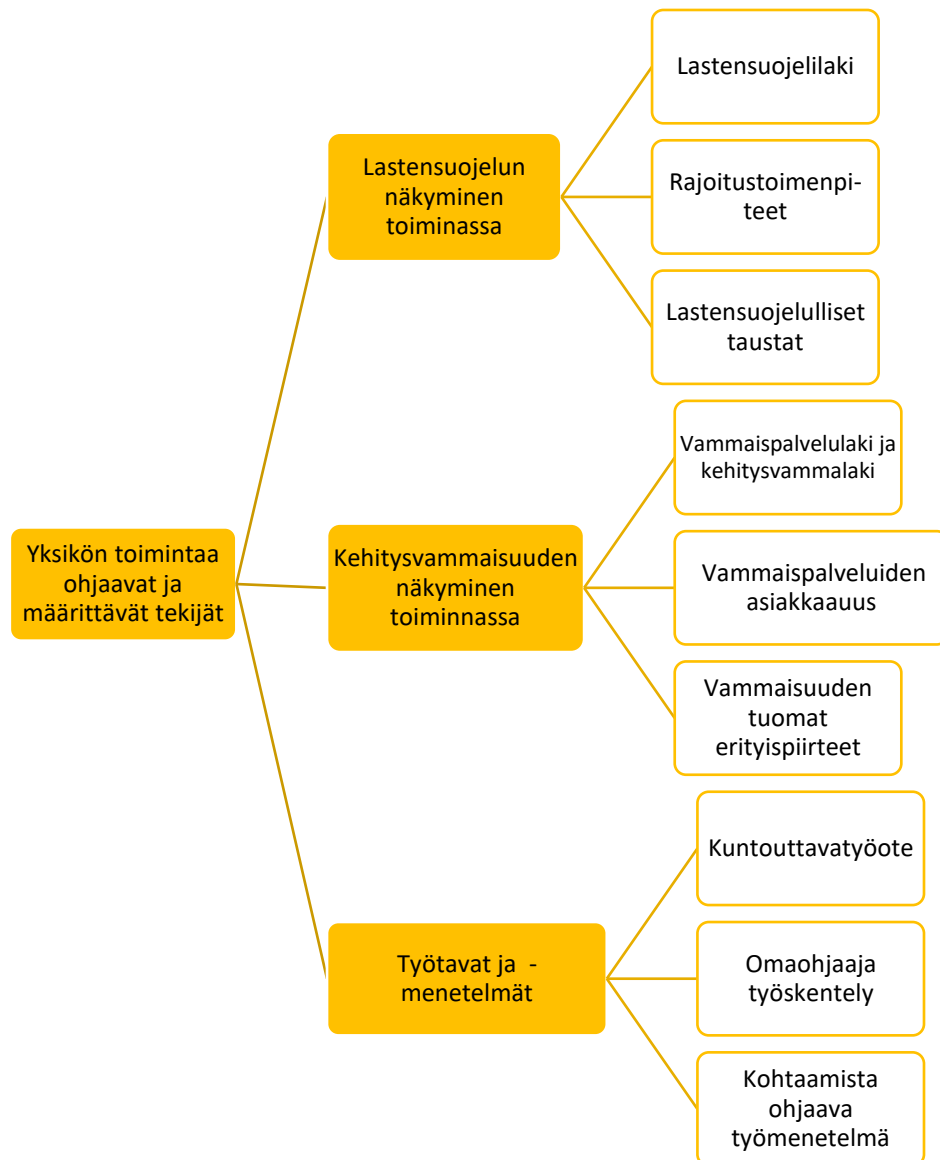 Yksikön toimintaa
ohjaavat ja
määrittävät tekijät
Lastensuojelun
näkyminen
toiminassa
Lastensuojelilaki
Rajoitustoimenpi-
teet
Lastensuojelulliset
taustat
Kehitysvammaisuuden
näkyminen
toiminnassa
Vammaispalvelulaki ja
kehitysvammalaki
Vammaispalveluiden
asiakkaauus
Vammaisuuden
tuomat
erityispiirteet
Työtavat ja -
menetelmät
Kuntouttavatyöote
Omaohjaaja
työskentely
Kohtaamista
ohjaava
työmenetelmä